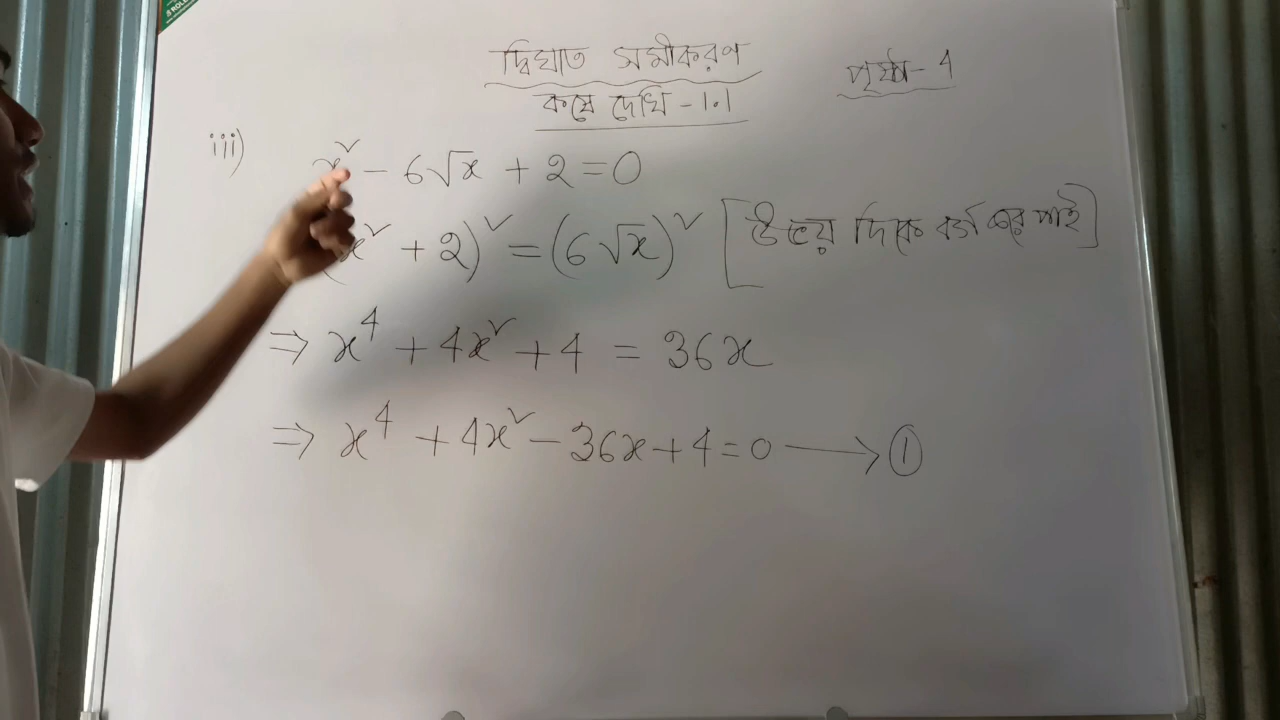 দ্বিঘাত সমীকরণ
পৃষ্ঠা - 4
কষে দেখি - 1.1
iii) x² - 6√x + 2 = 0
(x² + 2)² = (6√x)² [উভয় দিকে বর্গ করে পাই]
⇒ x⁴ + 4x² + 4 = 36x
⇒ x⁴ + 4x² - 36x + 4 = 0 ⟶ ①